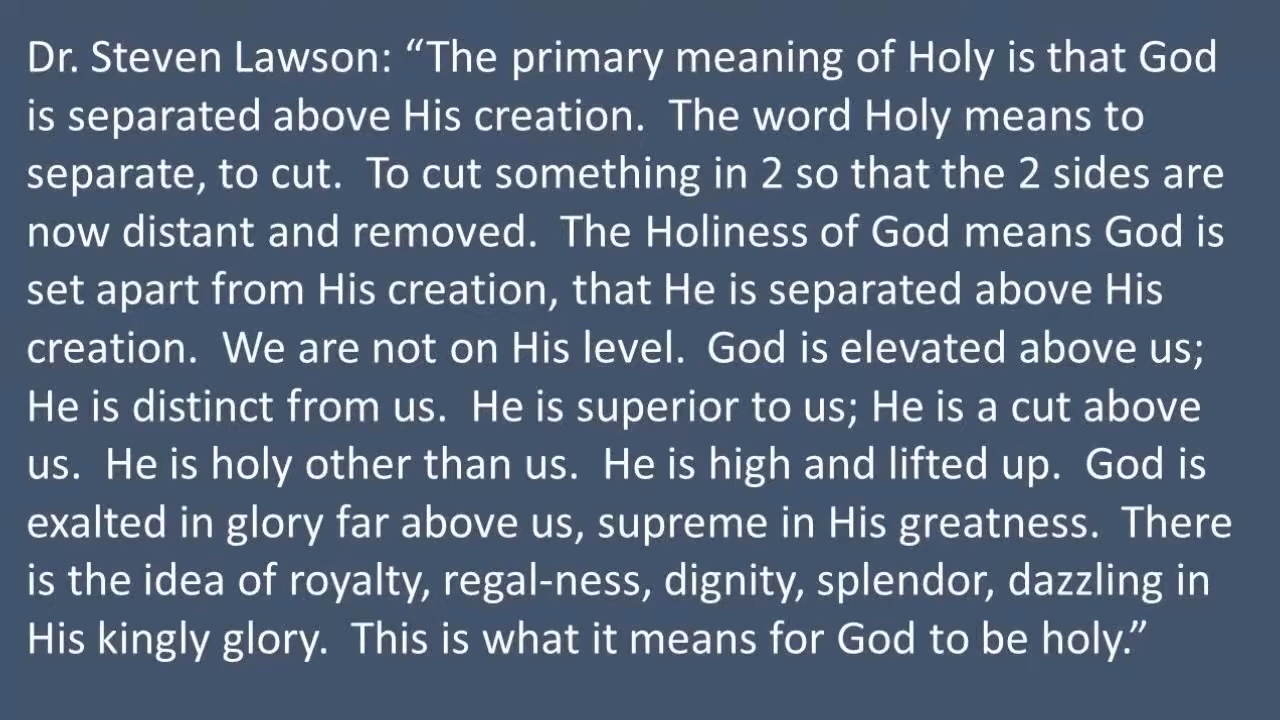 Dr. Steven Lawson: “The primary meaning of Holy is that God
is separated above His creation.  The word Holy means to
separate, to cut.  To cut something in 2 so that the 2 sides are
now distant and removed.  The Holiness of God means God is
set apart from His creation, that He is separated above His
creation.  We are not on His level.  God is elevated above us;
He is distinct from us.  He is superior to us; He is a cut above
us.  He is holy other than us.  He is high and lifted up.  God is
exalted in glory far above us, supreme in His greatness.  There
is the idea of royalty, regal-ness, dignity, splendor, dazzling in
His kingly glory.  This is what it means for God to be holy.”